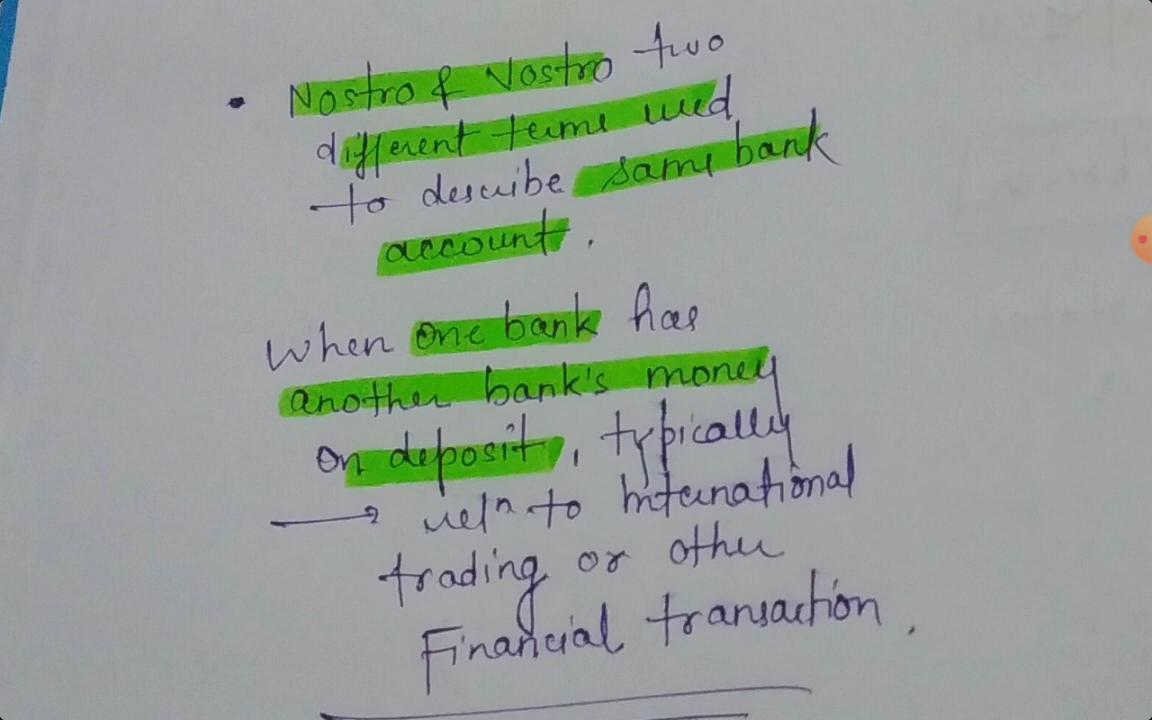 • Nostro & Vostro two
different terms used
to describe same bank
account.
When one bank has
another bank's money
on deposit, typically
→ relⁿ to International
trading or other
Financial transaction.